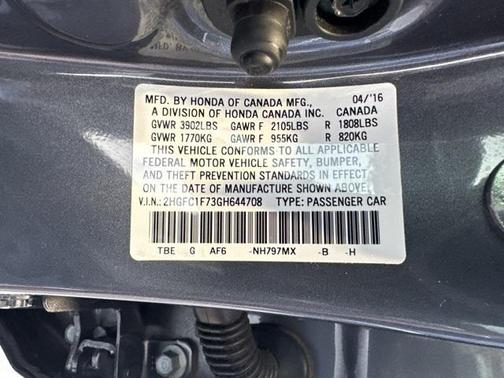 MFD. BY HONDA OF CANADA MFG., 04/'16
A DIVISION OF HONDA CANADA INC. CANADA
GVWR 3902LBS GAWR F 2105LBS R 1808LBS
GVWR 1770KG GAWR F 955KG R 820KG
THIS VEHICLE CONFORMS TO ALL APPLICABLE
FEDERAL MOTOR VEHICLE SAFETY, BUMPER,
AND THEFT PREVENTION STANDARDS IN EFFECT
ON THE DATE OF MANUFACTURE SHOWN ABOVE.
V.I.N.: 2HGFC1F73GH644708 TYPE: PASSENGER CAR
TBE G AF6 -NH797MX -B -H